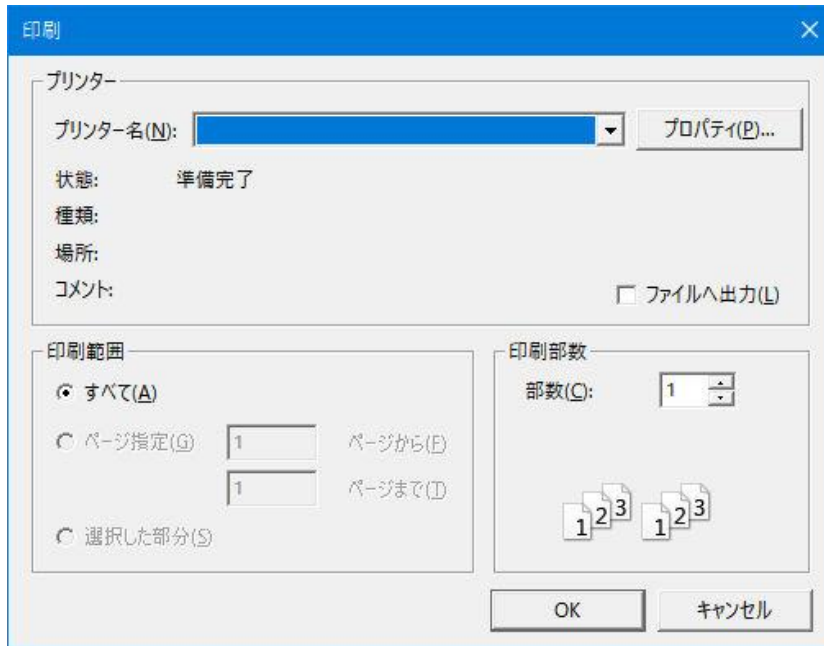 印刷
プリンター
プリンター名(N):
プロパティ(P)...
状態: 準備完了
種類:
場所:
コメント:
ファイルへ出力(L)
印刷範囲
すべて(A)
ページ指定(G) 1 ページから(F)
1 ページまで(T)
選択した部分(S)
印刷部数
部数(C): 1
1 2 3 1 2 3
OK
キャンセル